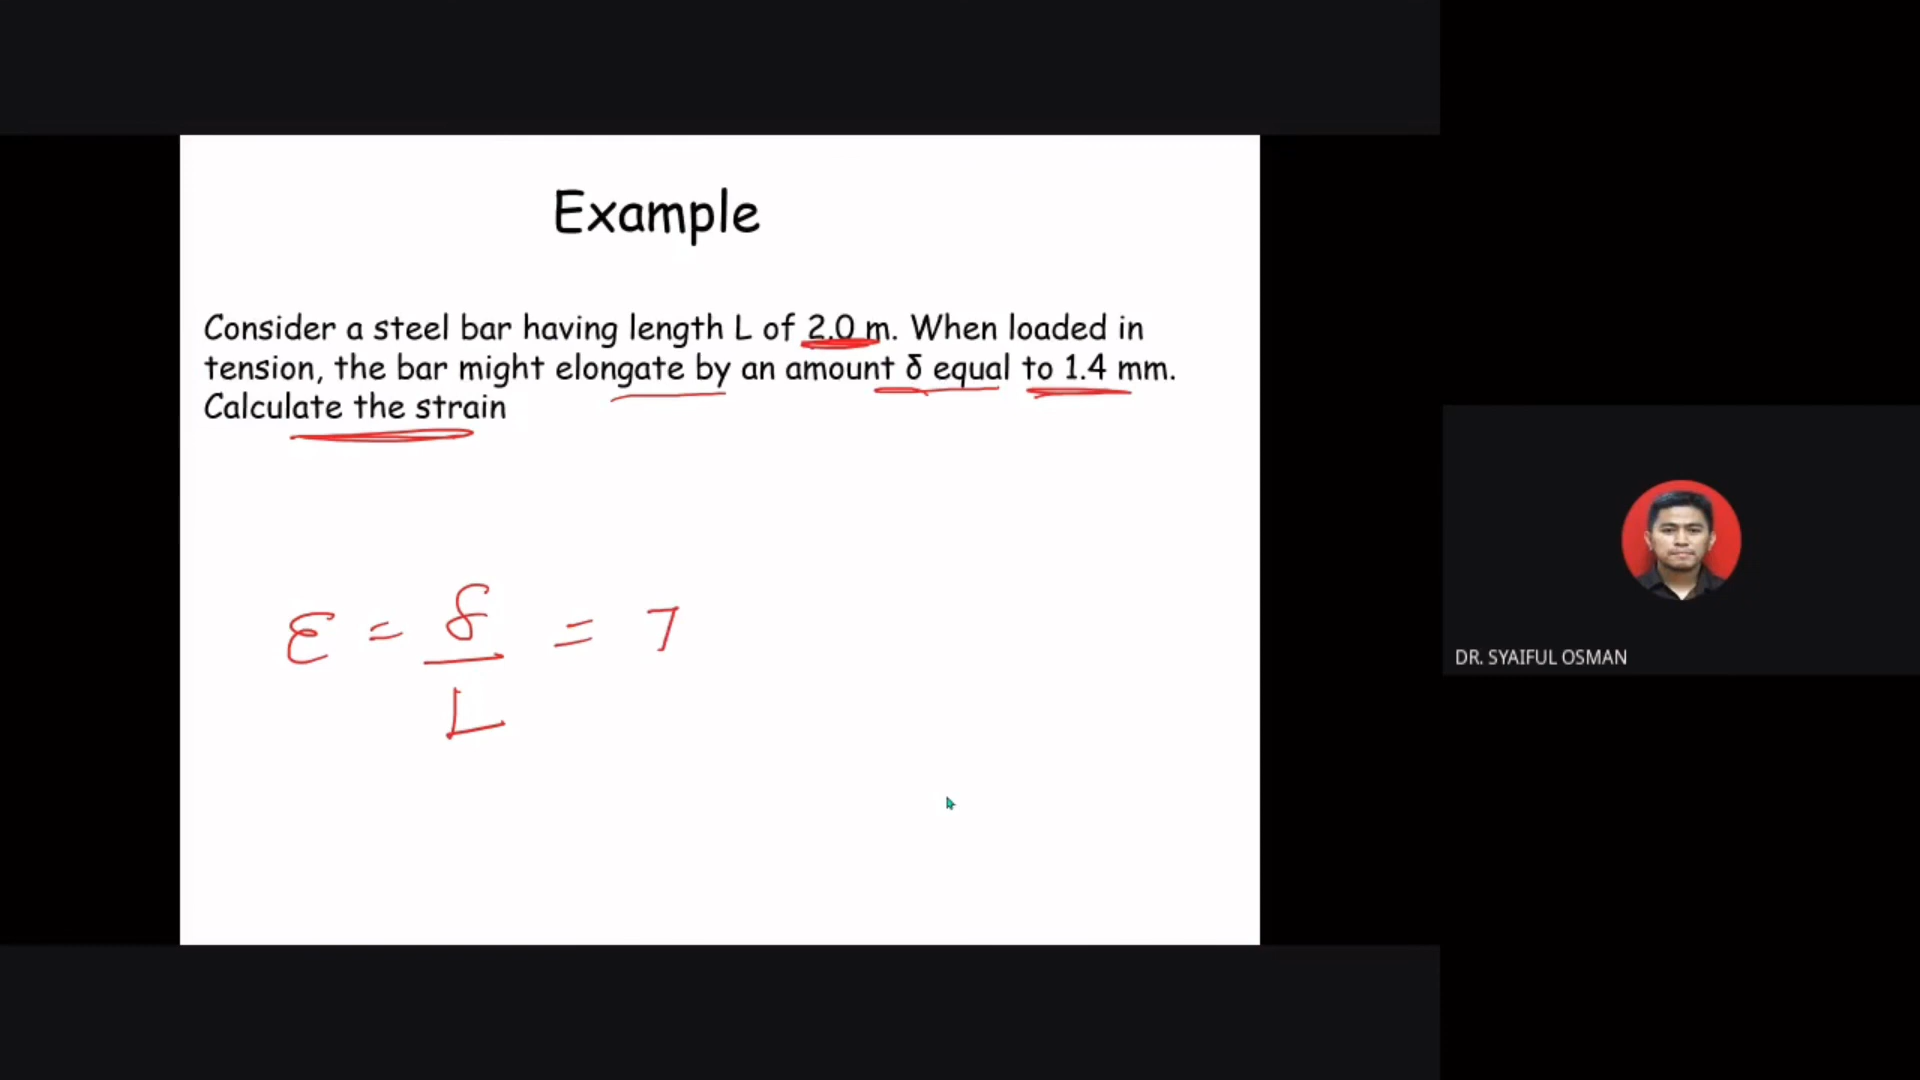 Example
Consider a steel bar having length L of 2.0 m. When loaded in
tension, the bar might elongate by an amount δ equal to 1.4 mm.
Calculate the strain
ε = δ / L = 7
DR. SYAIFUL OSMAN